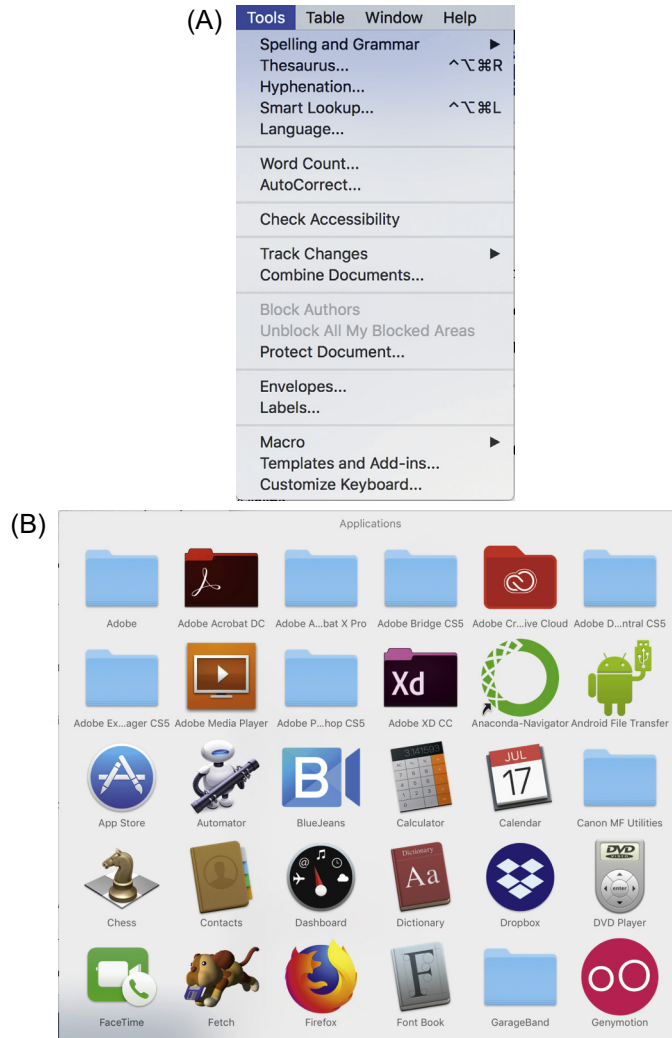 (A)
Tools Table Window Help
Spelling and Grammar
Thesaurus... ^⌥⌘R
Hyphenation...
Smart Lookup... ^⌥⌘L
Language...
Word Count...
AutoCorrect...
Check Accessibility
Track Changes
Combine Documents...
Block Authors
Unblock All My Blocked Areas
Protect Document...
Envelopes...
Labels...
Macro
Templates and Add-ins...
Customize Keyboard...
(B)
Applications
Adobe Adobe Acrobat DC Adobe A...bat X Pro Adobe Bridge CS5 Adobe Cr...ive Cloud Adobe D...ntral CS5
Xd
Adobe Ex...ager CS5 Adobe Media Player Adobe P...hop CS5 Adobe XD CC Anaconda-Navigator Android File Transfer
B 3.141593 JUL
17
App Store Automator BlueJeans Calculator Calendar Canon MF Utilities
@ Dictionary DVD
Aa VIDEO
enter
Chess Contacts Dashboard Dictionary Dropbox DVD Player
F
FaceTime Fetch Firefox Font Book GarageBand Genymotion